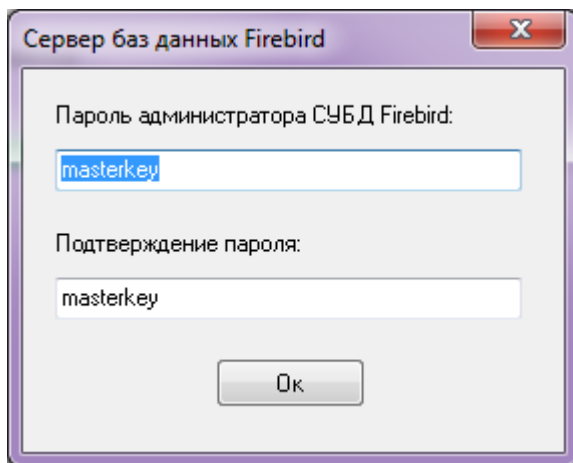 Сервер баз данных Firebird
Пароль администратора СУБД Firebird:
masterkey
Подтверждение пароля:
masterkey
Ок